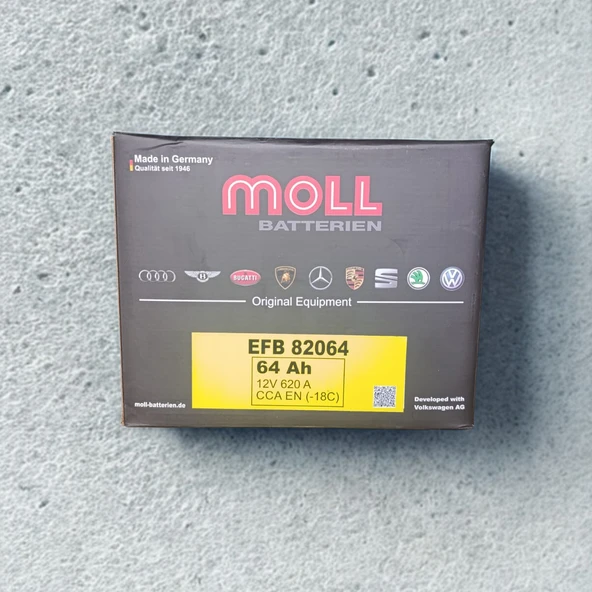 Made in Germany
Qualität seit 1946
MOLL
BATTERIEN
BUGATTI
Original Equipment
EFB 82064
64 Ah
12V 620 A
CCA EN (-18C)
moll-batterien.de
Developed with
Volkswagen AG